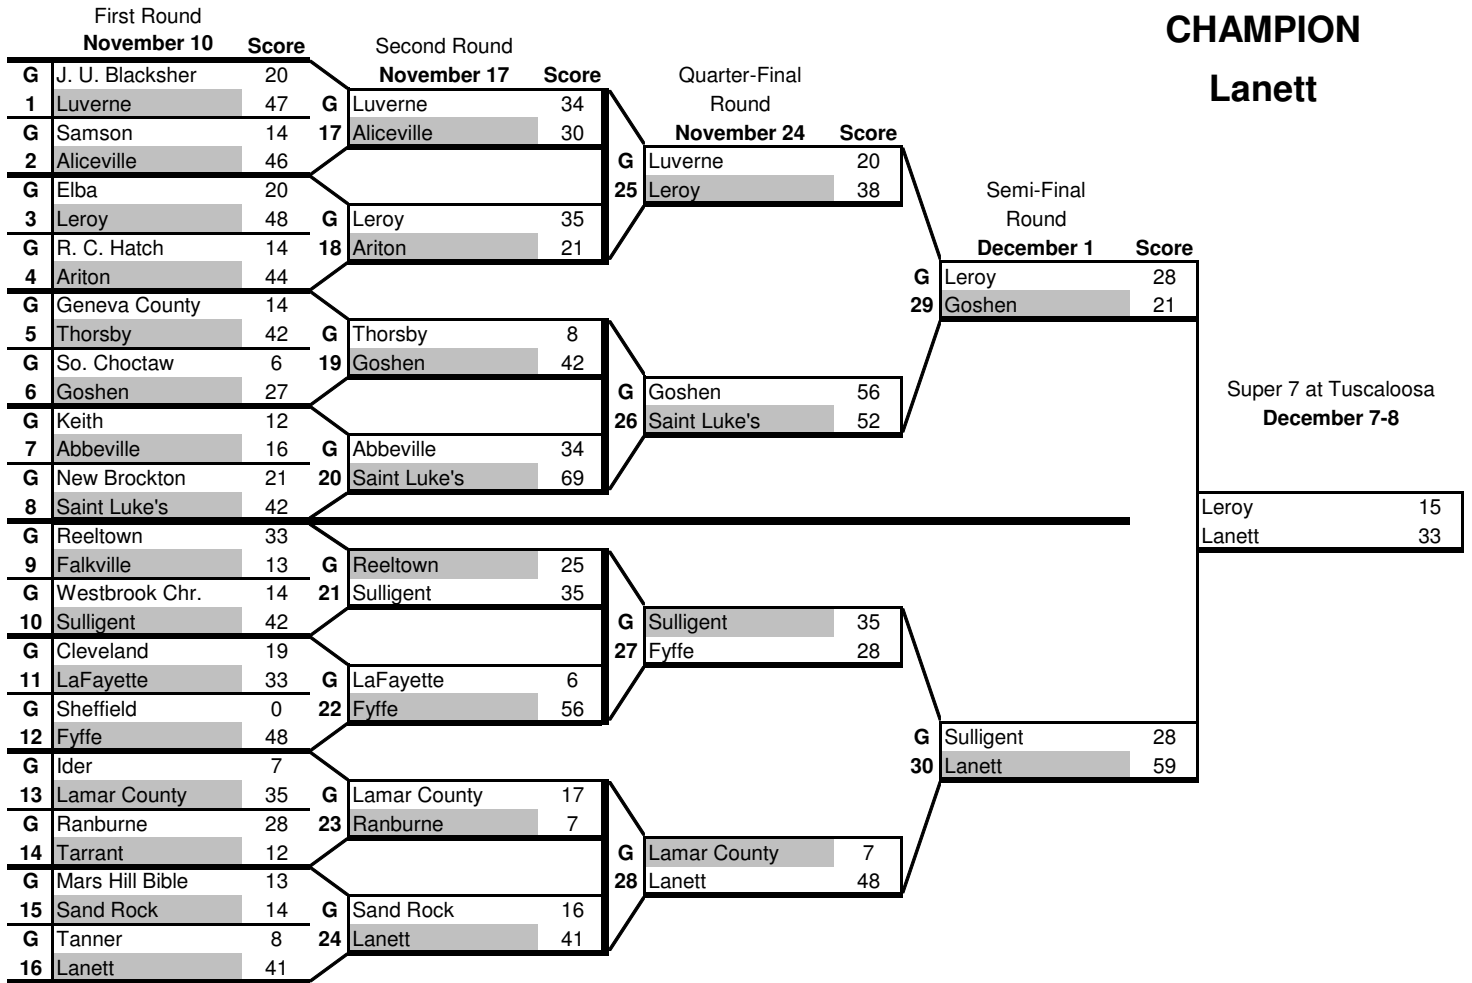 First Round
November 10 Score
G J. U. Blacksher 20
1 Luverne 47
G Samson 14
2 Aliceville 46
G Elba 20
3 Leroy 48
G R. C. Hatch 14
4 Ariton 44
G Geneva County 14
5 Thorsby 42
G So. Choctaw 6
6 Goshen 27
G Keith 12
7 Abbeville 16
G New Brockton 21
8 Saint Luke's 42
G Reeltown 33
9 Falkville 13
G Westbrook Chr. 14
10 Sulligent 42
G Cleveland 19
11 LaFayette 33
G Sheffield 0
12 Fyffe 48
G Ider 7
13 Lamar County 35
G Ranburne 28
14 Tarrant 12
G Mars Hill Bible 13
15 Sand Rock 14
G Tanner 8
16 Lanett 41
Second Round
November 17 Score
G Luverne 34
17 Aliceville 30
G Leroy 35
18 Ariton 21
G Thorsby 8
19 Goshen 42
G Abbeville 34
20 Saint Luke's 69
G Reeltown 25
21 Sulligent 35
G LaFayette 6
22 Fyffe 56
G Lamar County 17
23 Ranburne 7
G Sand Rock 16
24 Lanett 41
Quarter-Final
Round
November 24 Score
G Luverne 20
25 Leroy 38
G Goshen 56
26 Saint Luke's 52
G Sulligent 35
27 Fyffe 28
G Lamar County 7
28 Lanett 48
Semi-Final
Round
December 1 Score
G Leroy 28
29 Goshen 21
G Sulligent 28
30 Lanett 59
CHAMPION
Lanett
Super 7 at Tuscaloosa
December 7-8
Leroy 15
Lanett 33